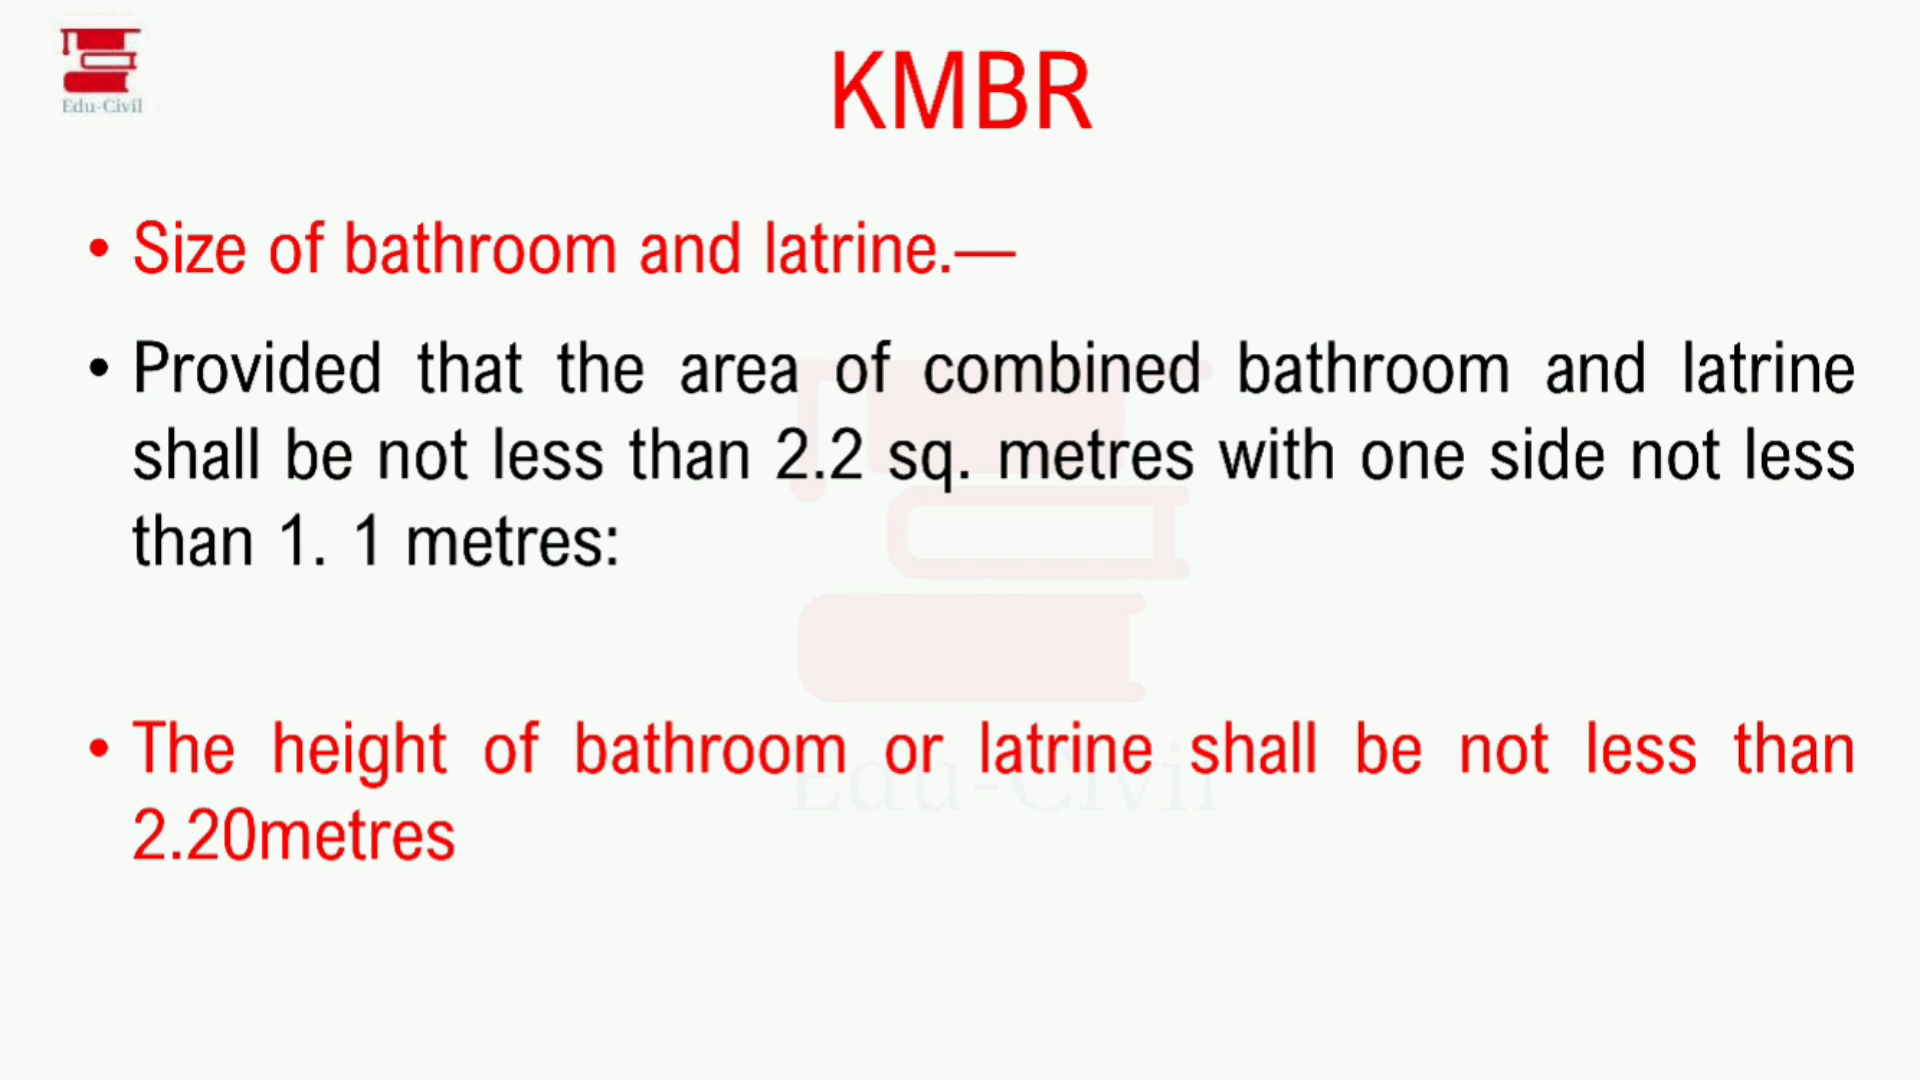 Edu-Civil
KMBR
• Size of bathroom and latrine.—
• Provided that the area of combined bathroom and latrine
shall be not less than 2.2 sq. metres with one side not less
than 1. 1 metres:
• The height of bathroom or latrine shall be not less than
2.20metres
Edu-Civil